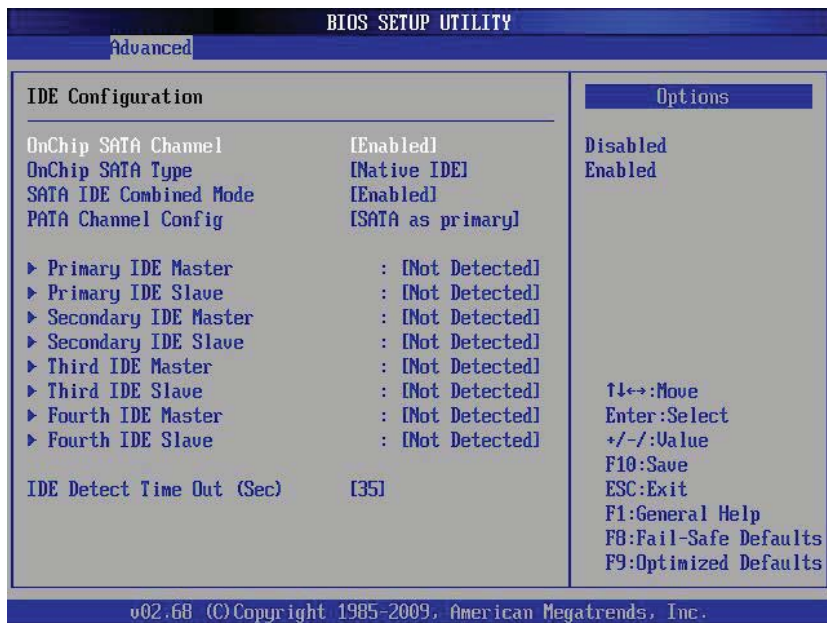 BIOS SETUP UTILITY
Advanced
IDE Configuration
OnChip SATA Channel [Enabled]
OnChip SATA Type [Native IDE]
SATA IDE Combined Mode [Enabled]
PATA Channel Config [SATA as primary]
▶ Primary IDE Master : [Not Detected]
▶ Primary IDE Slave : [Not Detected]
▶ Secondary IDE Master : [Not Detected]
▶ Secondary IDE Slave : [Not Detected]
▶ Third IDE Master : [Not Detected]
▶ Third IDE Slave : [Not Detected]
▶ Fourth IDE Master : [Not Detected]
▶ Fourth IDE Slave : [Not Detected]
IDE Detect Time Out (Sec) [35]
Options
Disabled
Enabled
↑↓←→:Move
Enter:Select
+/-/:Value
F10:Save
ESC:Exit
F1:General Help
F8:Fail-Safe Defaults
F9:Optimized Defaults
v02.68 (C)Copyright 1985-2009, American Megatrends, Inc.